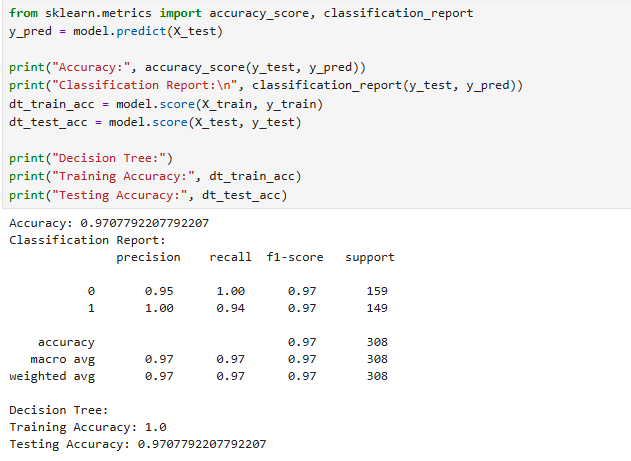 from sklearn.metrics import accuracy_score, classification_report
y_pred = model.predict(X_test)

print("Accuracy:", accuracy_score(y_test, y_pred))
print("Classification Report:\n", classification_report(y_test, y_pred))
dt_train_acc = model.score(X_train, y_train)
dt_test_acc = model.score(X_test, y_test)

print("Decision Tree:")
print("Training Accuracy:", dt_train_acc)
print("Testing Accuracy:", dt_test_acc)

Accuracy: 0.9707792207792207
Classification Report:
              precision    recall  f1-score   support

           0       0.95      1.00      0.97       159
           1       1.00      0.94      0.97       149

    accuracy                           0.97       308
   macro avg       0.97      0.97      0.97       308
weighted avg       0.97      0.97      0.97       308

Decision Tree:
Training Accuracy: 1.0
Testing Accuracy: 0.9707792207792207